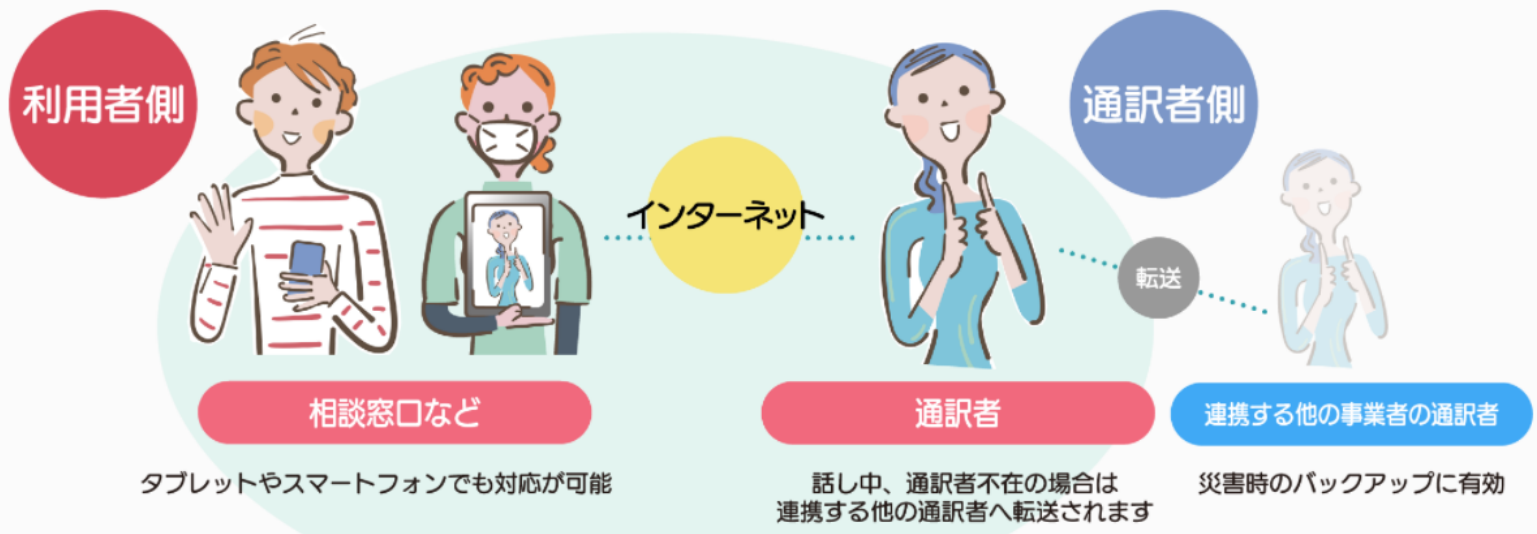 利用者側
通訳者側
インターネット
転送
相談窓口など
通訳者
連携する他の事業者の通訳者
タブレットやスマートフォンでも対応が可能
話し中、通訳者不在の場合は
連携する他の通訳者へ転送されます
災害時のバックアップに有効